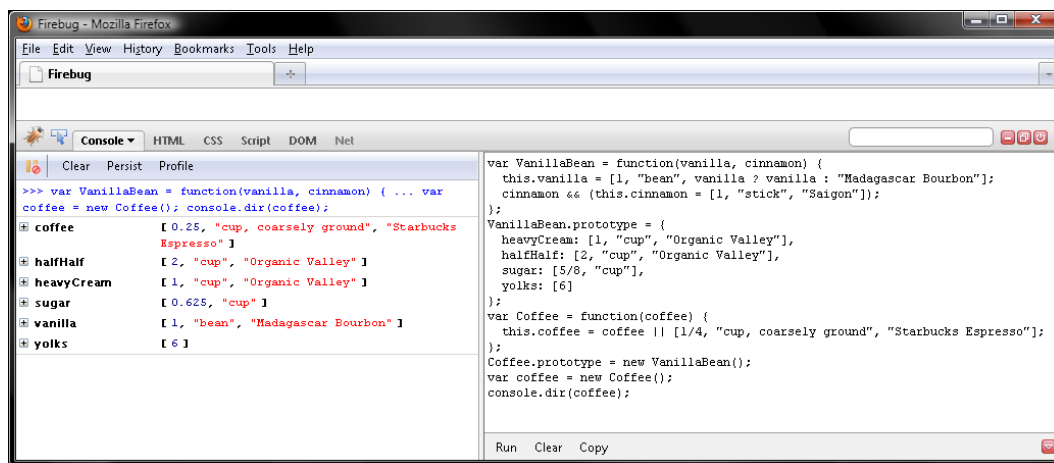 Firebug - Mozilla Firefox
File Edit View History Bookmarks Tools Help
Firebug
Console HTML CSS Script DOM Net
Clear Persist Profile
>>> var VanillaBean = function(vanilla, cinnamon) { ... var
coffee = new Coffee(); console.dir(coffee);
coffee [ 0.25, "cup, coarsely ground", "Starbucks
Espresso" ]
halfHalf [ 2, "cup", "Organic Valley" ]
heavyCream [ 1, "cup", "Organic Valley" ]
sugar [ 0.625, "cup" ]
vanilla [ 1, "bean", "Madagascar Bourbon" ]
yolks [ 6 ]
var VanillaBean = function(vanilla, cinnamon) {
  this.vanilla = [1, "bean", vanilla ? vanilla : "Madagascar Bourbon"];
  cinnamon && (this.cinnamon = [1, "stick", "Saigon"]);
};
VanillaBean.prototype = {
  heavyCream: [1, "cup", "Organic Valley"],
  halfHalf: [2, "cup", "Organic Valley"],
  sugar: [5/8, "cup"],
  yolks: [6]
};
var Coffee = function(coffee) {
  this.coffee = coffee || [1/4, "cup, coarsely ground", "Starbucks Espresso"];
};
Coffee.prototype = new VanillaBean();
var coffee = new Coffee();
console.dir(coffee);
Run Clear Copy